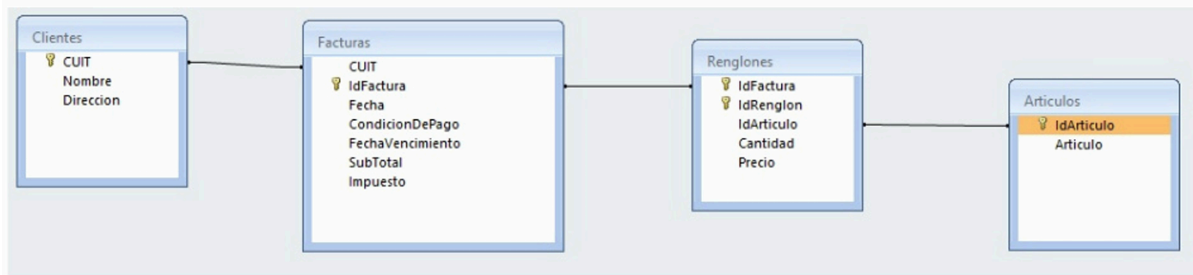 Clientes
CUIT
Nombre
Direccion
Facturas
CUIT
IdFactura
Fecha
CondicionDePago
FechaVencimiento
SubTotal
Impuesto
Renglones
IdFactura
IdRenglon
IdArticulo
Cantidad
Precio
Articulos
IdArticulo
Articulo